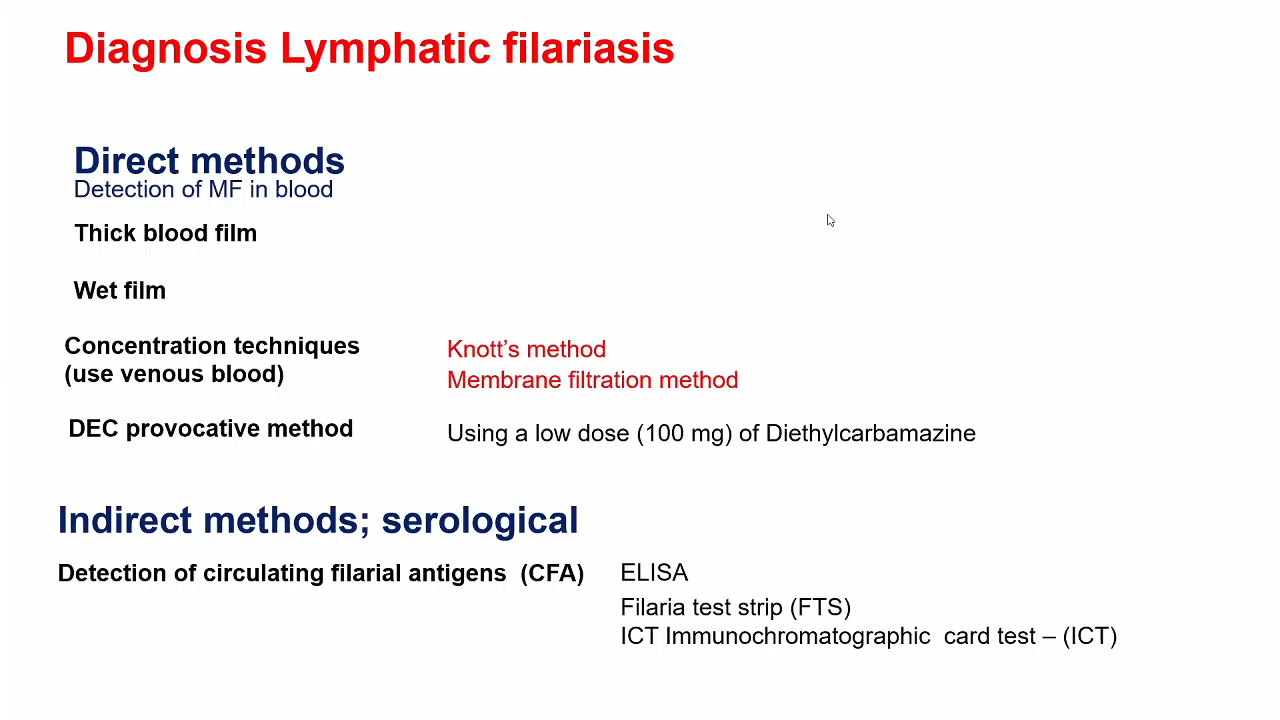 Diagnosis Lymphatic filariasis
Direct methods
Detection of MF in blood
Thick blood film
Wet film
Concentration techniques
(use venous blood)
Knott’s method
Membrane filtration method
DEC provocative method
Using a low dose (100 mg) of Diethylcarbamazine
Indirect methods; serological
Detection of circulating filarial antigens (CFA)
ELISA
Filaria test strip (FTS)
ICT Immunochromatographic card test – (ICT)